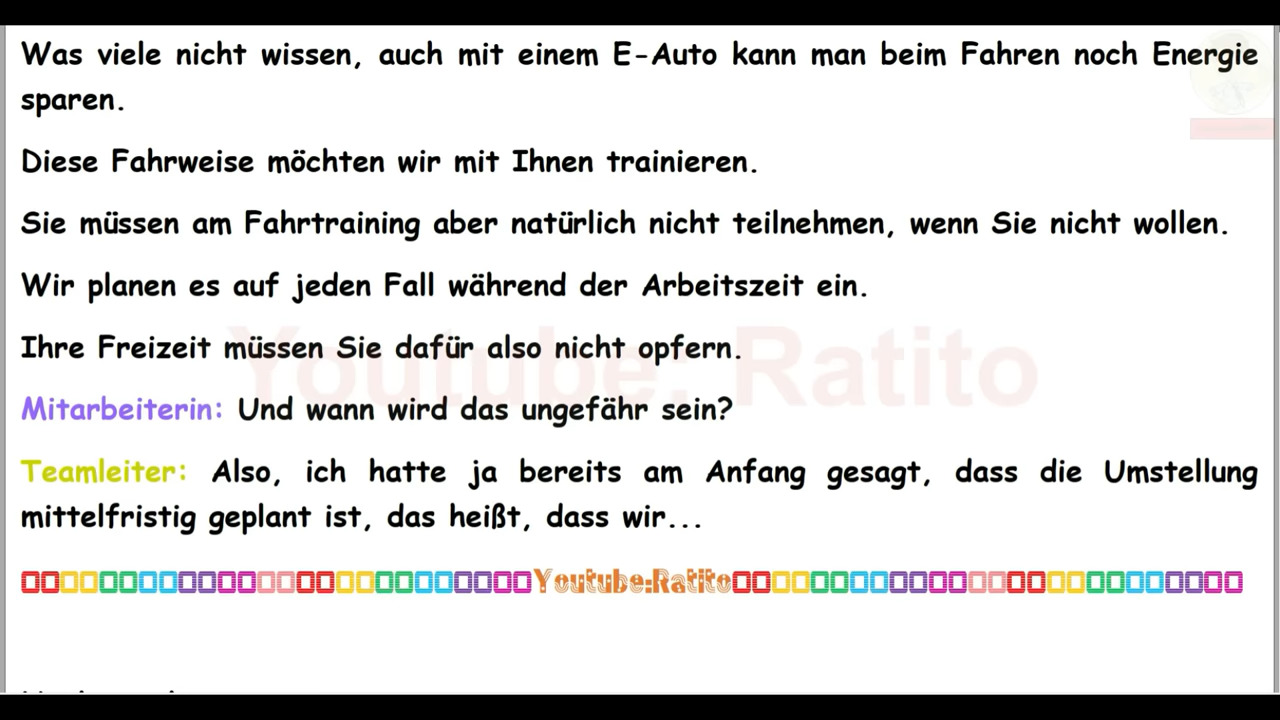 Was viele nicht wissen, auch mit einem E-Auto kann man beim Fahren noch Energie
sparen.
Diese Fahrweise möchten wir mit Ihnen trainieren.
Sie müssen am Fahrtraining aber natürlich nicht teilnehmen, wenn Sie nicht wollen.
Wir planen es auf jeden Fall während der Arbeitszeit ein.
Youtube: Ratito
Ihre Freizeit müssen Sie dafür also nicht opfern.
Mitarbeiterin: Und wann wird das ungefähr sein?
Teamleiter: Also, ich hatte ja bereits am Anfang gesagt, dass die Umstellung
mittelfristig geplant ist, das heißt, dass wir...
Youtube:Ratito